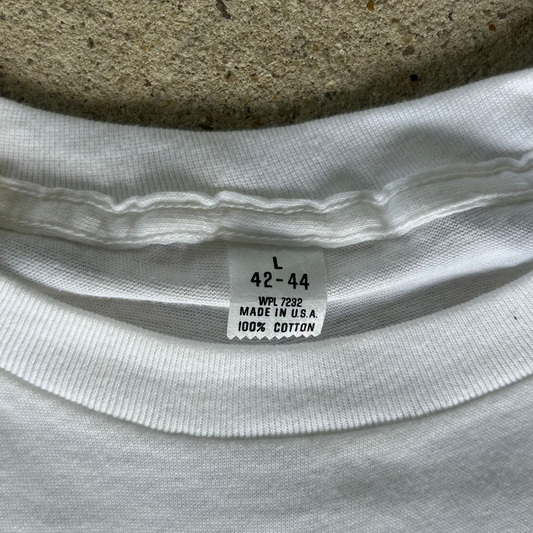 L
42-44
WPL 7232
MADE IN U.S.A.
100% COTTON